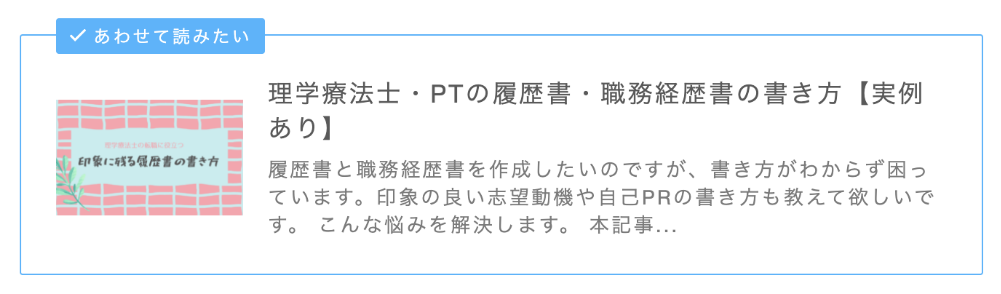 あわせて読みたい
理学療法士・PTの履歴書・職務経歴書の書き方【実例
あり】
理学療法士の転職に役立つ
印象に残る履歴書の書き方
履歴書と職務経歴書を作成したいのですが、書き方がわからず困っ
ています。印象の良い志望動機や自己PRの書き方も教えて欲しいで
す。 こんな悩みを解決します。 本記事...